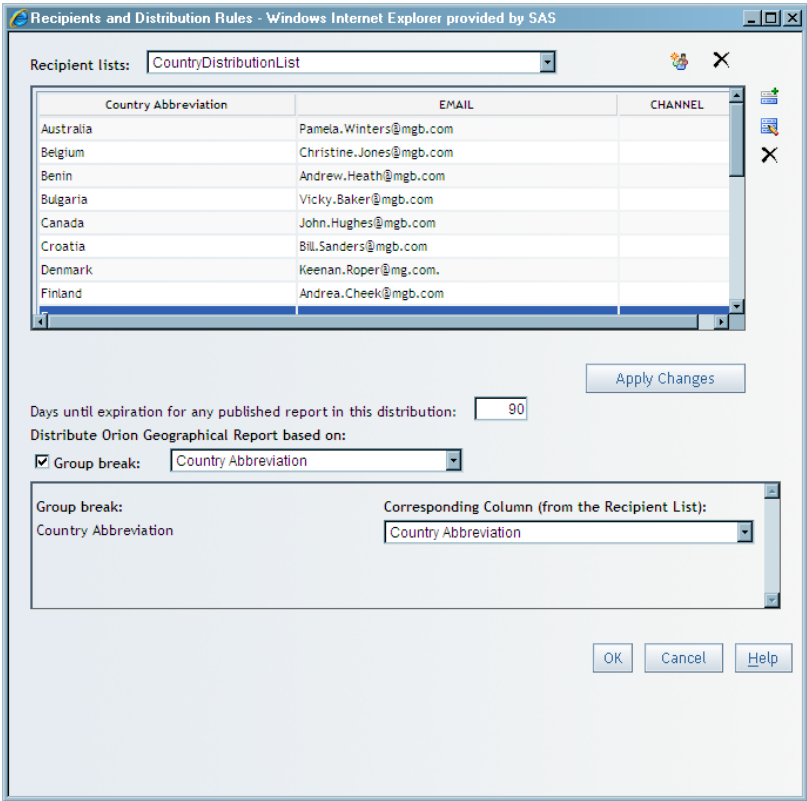 Recipients and Distribution Rules - Windows Internet Explorer provided by SAS
Recipient lists: CountryDistributionList
Country Abbreviation EMAIL CHANNEL
Australia Pamela.Winters@mgb.com
Belgium Christine.Jones@mgb.com
Benin Andrew.Heath@mgb.com
Bulgaria Vicky.Baker@mgb.com
Canada John.Hughes@mgb.com
Croatia Bill.Sanders@mgb.com
Denmark Keenan.Roper@mg.com.
Finland Andrea.Cheek@mgb.com
Apply Changes
Days until expiration for any published report in this distribution: 90
Distribute Orion Geographical Report based on:
Group break: Country Abbreviation
Group break: Corresponding Column (from the Recipient List):
Country Abbreviation Country Abbreviation
OK Cancel Help